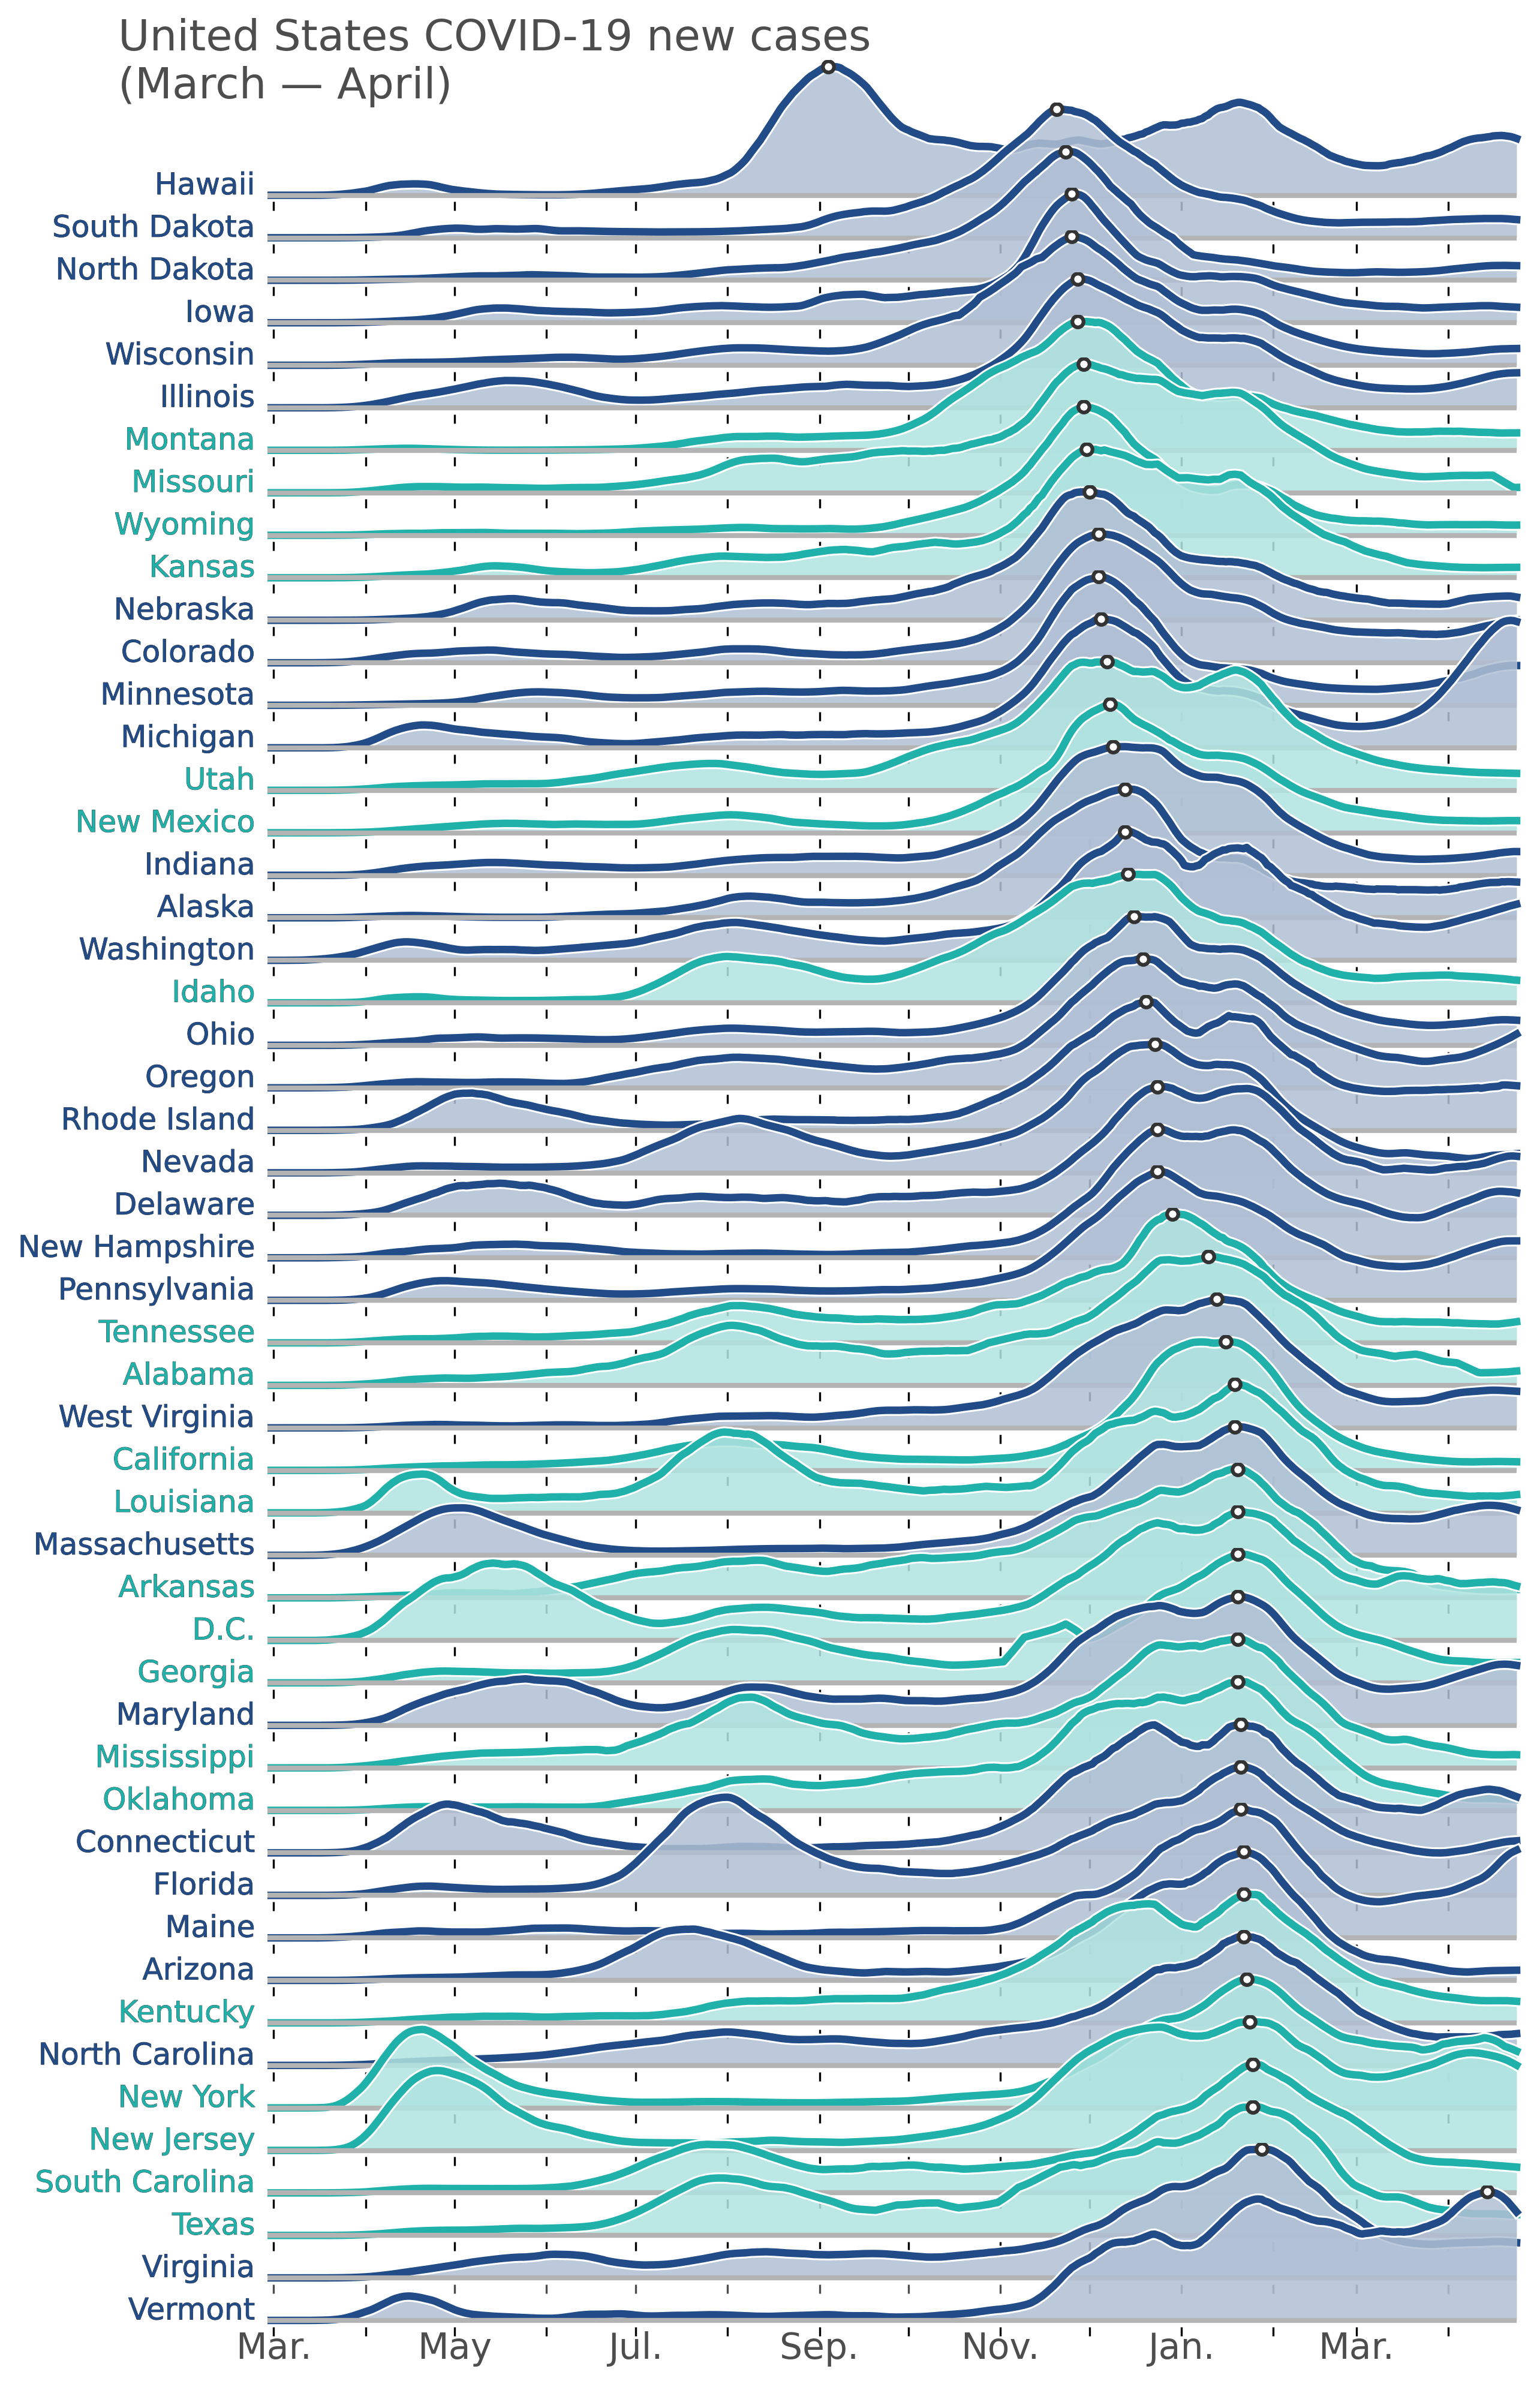 United States COVID-19 new cases
(March — April)
Hawaii
South Dakota
North Dakota
Iowa
Wisconsin
Illinois
Montana
Missouri
Wyoming
Kansas
Nebraska
Colorado
Minnesota
Michigan
Utah
New Mexico
Indiana
Alaska
Washington
Idaho
Ohio
Oregon
Rhode Island
Nevada
Delaware
New Hampshire
Pennsylvania
Tennessee
Alabama
West Virginia
California
Louisiana
Massachusetts
Arkansas
D.C.
Georgia
Maryland
Mississippi
Oklahoma
Connecticut
Florida
Maine
Arizona
Kentucky
North Carolina
New York
New Jersey
South Carolina
Texas
Virginia
Vermont
Mar. May Jul. Sep. Nov. Jan. Mar.